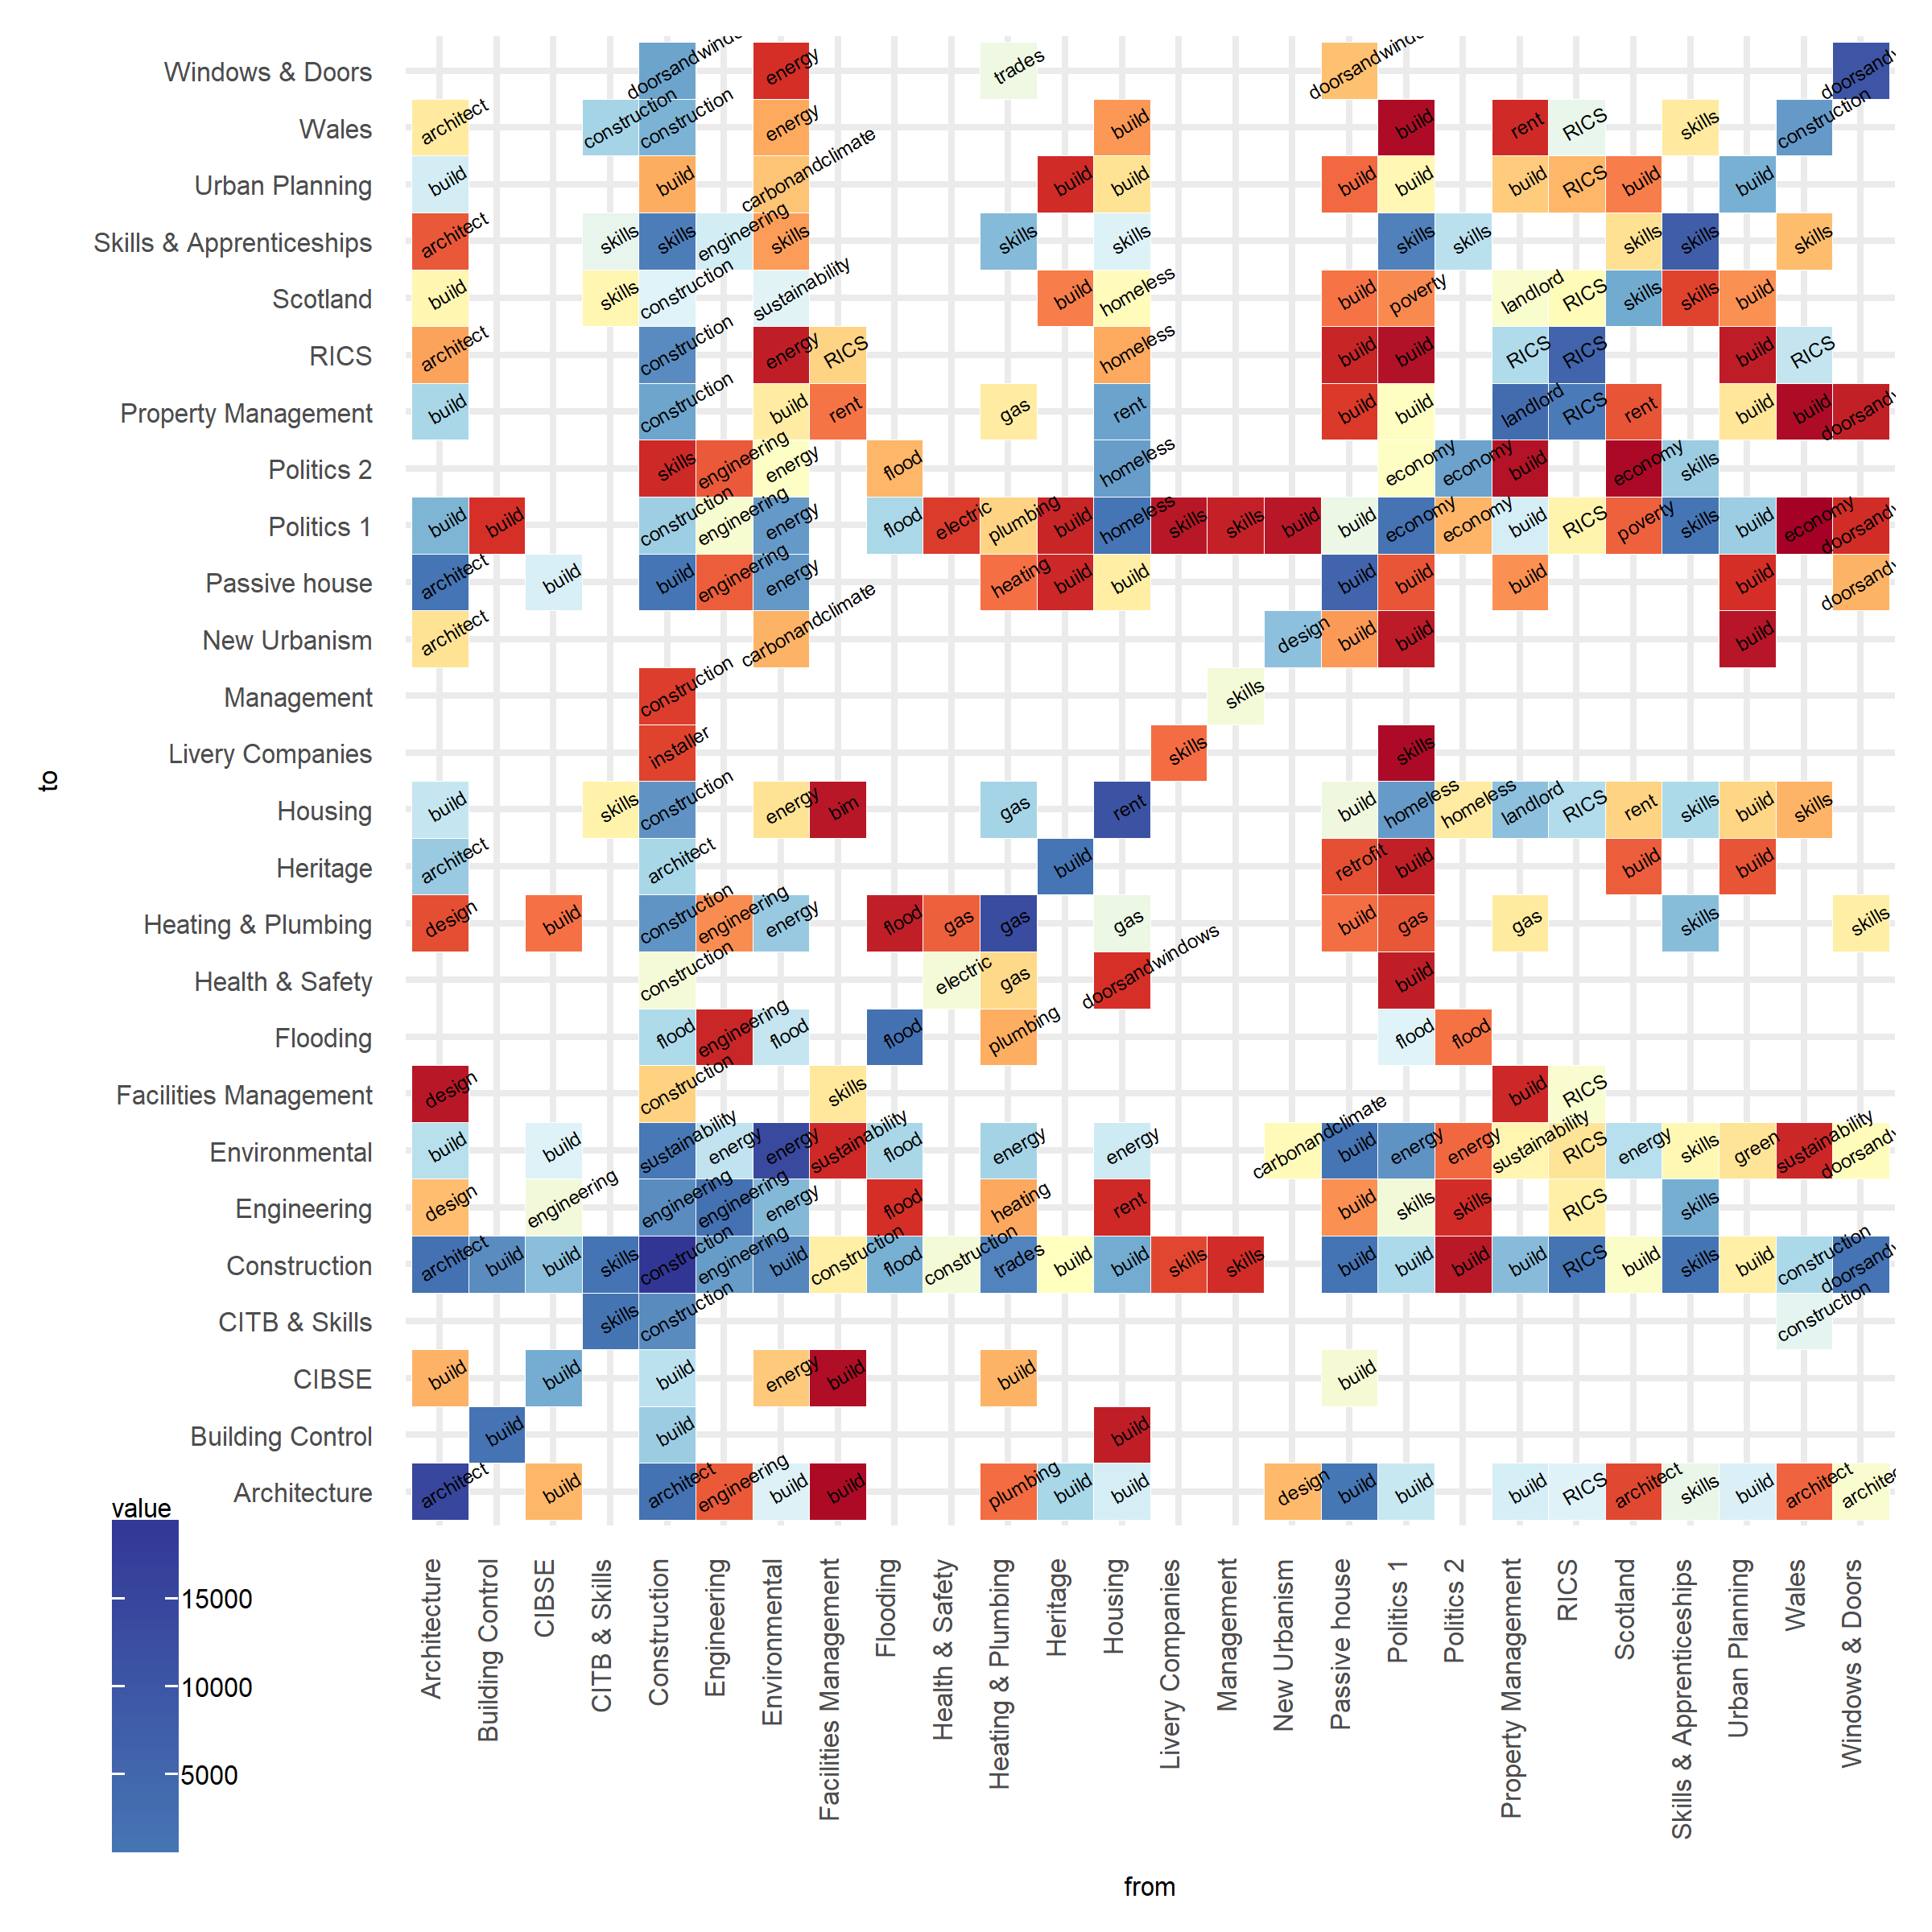 Windows & Doors doorsandwind energy trades doorsandwind doorsandw
Wales architect construction construction energy build build rent RICS skills construction
Urban Planning build build carbonandclimate build build build build build RICS build build
Skills & Apprenticeships architect skills skills engineering skills skills skills skills skills skills skills skills
Scotland build skills construction sustainability build homeless build poverty landlord RICS skills skills build
RICS architect construction energy RICS homeless build build RICS RICS build RICS
Property Management build construction build rent gas rent build build landlord RICS rent build build doorsandw
Politics 2 skills engineering energy flood homeless economy economy build economy skills
Politics 1 build build construction engineering energy flood electric plumbing build homeless skills skills build build economy economy build RICS poverty skills build economy doorsandw
Passive house architect build build engineering energy heating build build build build build build doorsandw
New Urbanism architect carbonandclimate design build build build
Management construction skills
Livery Companies installer skills skills
Housing build skills construction energy bim gas rent build homeless homeless landlord RICS rent skills build skills
Heritage architect architect build retrofit build build build
Heating & Plumbing design build construction engineering energy flood gas gas gas build gas gas skills skills
Health & Safety construction electric gas doorsandwindows build
Flooding flood engineering flood flood plumbing flood flood
Facilities Management design construction skills build RICS
Environmental build build sustainability energy energy sustainability flood energy energy carbonandclimate build energy energy sustainability RICS energy skills green sustainability doorsandw
Engineering design engineering engineering engineering energy flood heating rent build skills skills RICS skills
Construction architect build build skills construction engineering build construction flood construction trades build build skills skills build build build build RICS build skills build construction doorsandw
CITB & Skills skills construction construction
CIBSE build build build energy build build build
Building Control build build build
Architecture architect build architect engineering build build plumbing build build design build build build RICS architect skills build architect architec
to
value
15000
10000
5000
Architecture
Building Control
CIBSE
CITB & Skills
Construction
Engineering
Environmental
Facilities Management
Flooding
Health & Safety
Heating & Plumbing
Heritage
Housing
Livery Companies
Management
New Urbanism
Passive house
Politics 1
Politics 2
Property Management
RICS
Scotland
Skills & Apprenticeships
Urban Planning
Wales
Windows & Doors
from